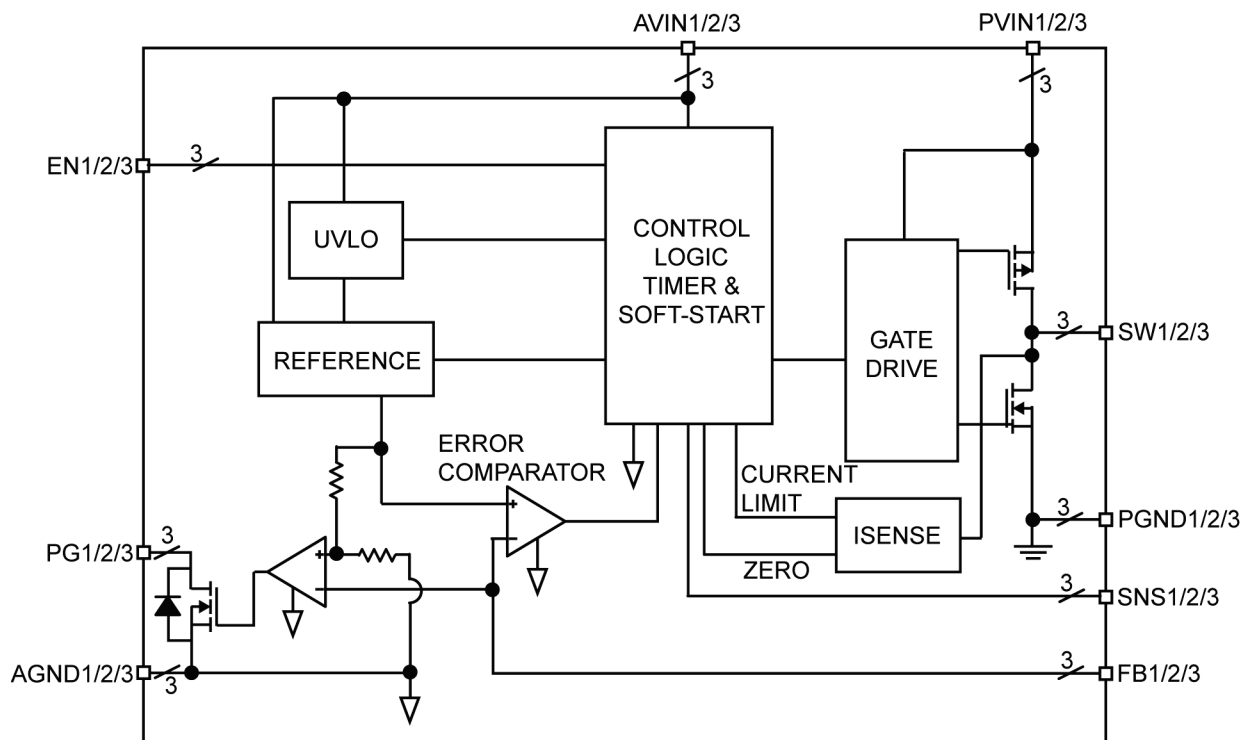 AVIN1/2/3
PVIN1/2/3
3
3
EN1/2/3
3
UVLO
CONTROL
LOGIC
TIMER &
SOFT-START
REFERENCE
GATE
DRIVE
3
SW1/2/3
ERROR
COMPARATOR
+
-
CURRENT
LIMIT
ISENSE
ZERO
3
PGND1/2/3
PG1/2/3
3
+
-
3
SNS1/2/3
AGND1/2/3
3
3
FB1/2/3